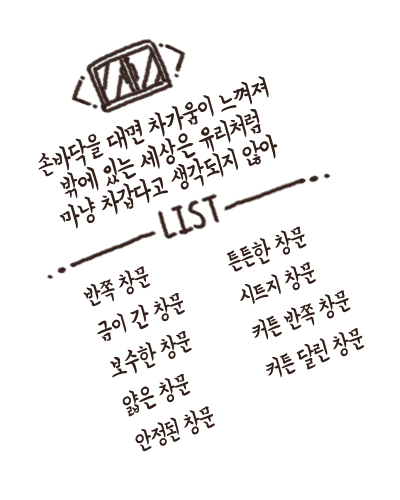 손바닥을 대면 차가움이 느껴져
밖에 있는 세상은 유리처럼
마냥 차갑다고 생각되지 않아
LIST
반쪽 창문
금이 간 창문
보수한 창문
얇은 창문
안정된 창문
튼튼한 창문
시트지 창문
커튼 반쪽 창문
커튼 달린 창문